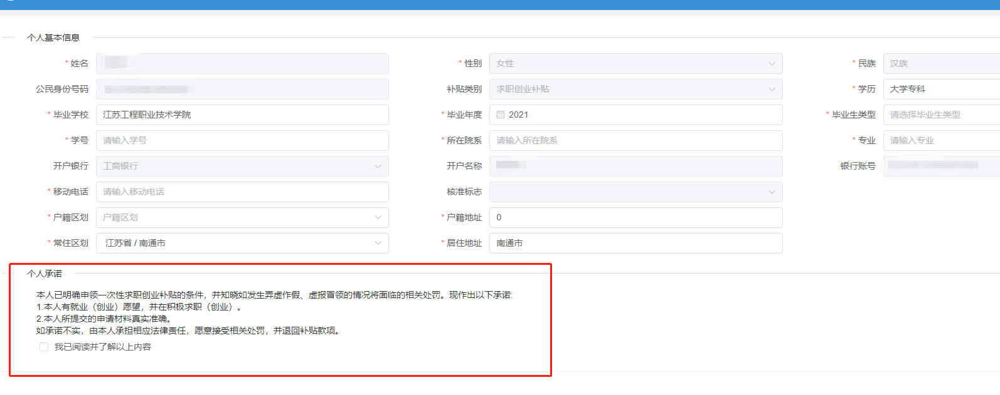 个人基本信息
* 姓名
* 性别 女性
* 民族 汉族
公民身份号码
补贴类别 求职创业补贴
* 学历 大学专科
* 毕业学校 江苏工程职业技术学院
* 毕业年度 2021
* 毕业生类型 请选择毕业生类型
* 学号 请输入学号
* 所在院系 请输入所在院系
* 专业 请输入专业
开户银行 工商银行
开户名称
银行账号
* 移动电话 请输入移动电话
核准标志
* 户籍区划 户籍区划
* 户籍地址 0
* 常住区划 江苏省 / 南通市
* 居住地址 南通市
个人承诺
本人已明确申领一次性求职创业补贴的条件，并知晓如发生弄虚作假、虚报冒领的情况将面临的相关处罚。现作出以下承诺:
1.本人有就业（创业）愿望，并在积极求职（创业）。
2.本人所提交的申请材料真实准确。
如承诺不实，由本人承担相应法律责任，愿意接受相关处罚，并退回补贴款项。
我已阅读并了解以上内容